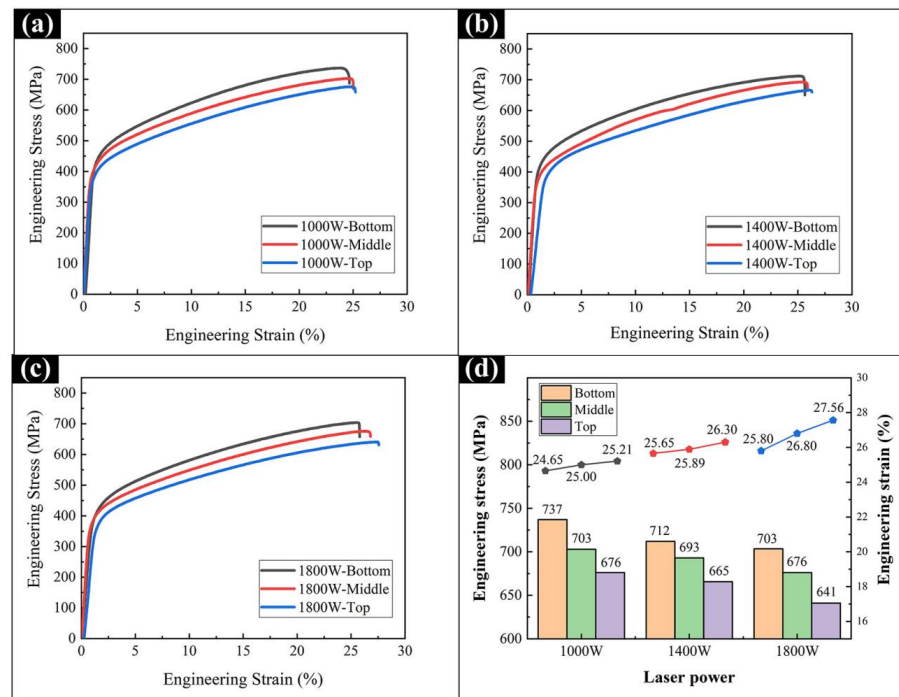 (a)
800
700
600
500
400
300
200
100
0
Engineering Stress (MPa)
1000W-Bottom
1000W-Middle
1000W-Top
0 5 10 15 20 25 30
Engineering Strain (%)
(b)
800
700
600
500
400
300
200
100
0
Engineering Stress (MPa)
1400W-Bottom
1400W-Middle
1400W-Top
0 5 10 15 20 25 30
Engineering Strain (%)
(c)
800
700
600
500
400
300
200
100
0
Engineering Stress (MPa)
1800W-Bottom
1800W-Middle
1800W-Top
0 5 10 15 20 25 30
Engineering Strain (%)
(d)
850
800
750
700
650
600
Engineering stress (MPa)
Bottom
Middle
Top
24.65
25.00
25.21
25.65
25.89
26.30
25.80
26.80
27.56
737
703
676
712
693
665
703
676
641
30
28
26
24
22
20
18
16
Engineering strain (%)
1000W 1400W 1800W
Laser power